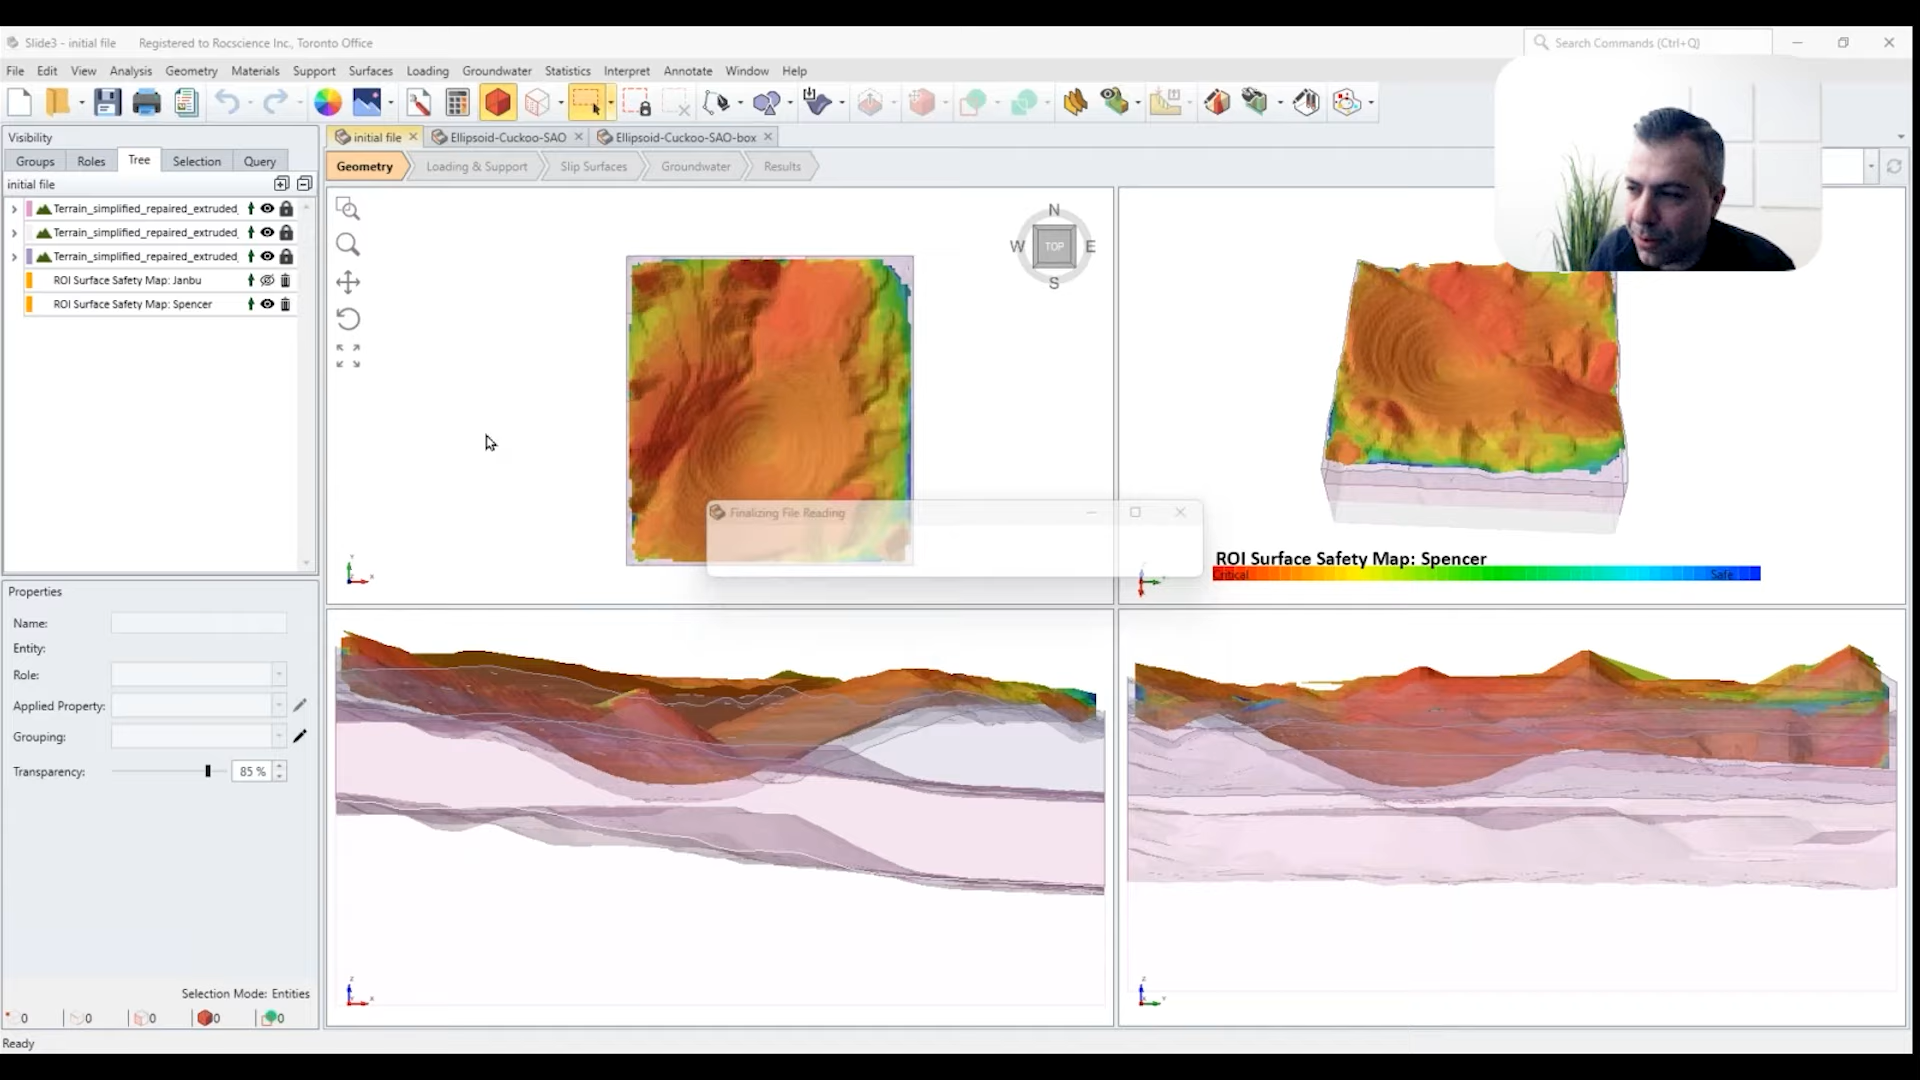 Slide3 - initial file Registered to Rocscience Inc., Toronto Office
Search Commands (Ctrl+Q)
File Edit View Analysis Geometry Materials Support Surfaces Loading Groundwater Statistics Interpret Annotate Window Help
Visibility
initial file Ellipsoid-Cuckoo-SAO Ellipsoid-Cuckoo-SAO-box
Groups Roles Tree Selection Query
Geometry Loading & Support Slip Surfaces Groundwater Results
initial file
Terrain_simplified_repaired_extruded_
Terrain_simplified_repaired_extruded_
Terrain_simplified_repaired_extruded_
ROI Surface Safety Map: Janbu
ROI Surface Safety Map: Spencer
N
W TOP E
S
Finalizing File Reading
ROI Surface Safety Map: Spencer
Critical Safe
Properties
Name:
Entity:
Role:
Applied Property:
Grouping:
Transparency: 85 %
Selection Mode: Entities
0 0 0 0 0
Ready